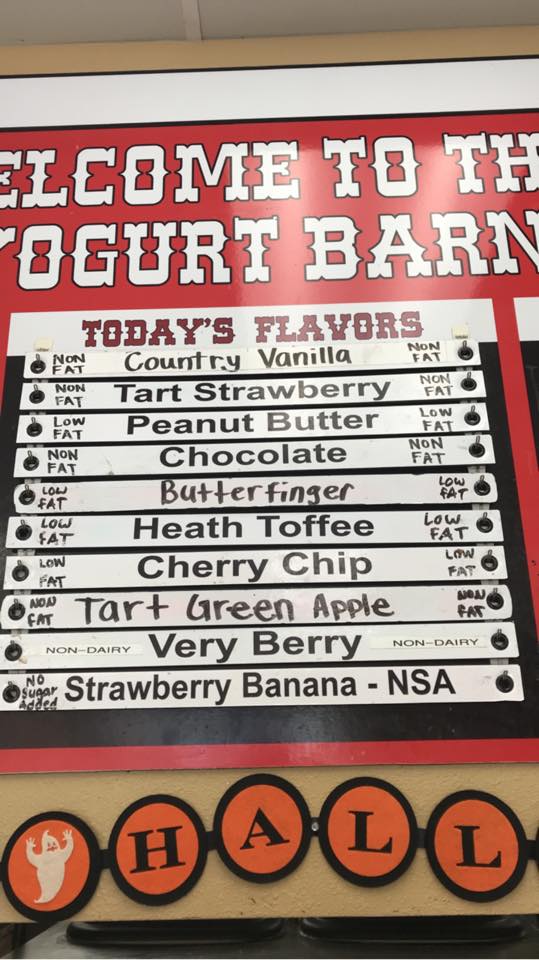 ELCOME TO TH
YOGURT BARN
TODAY'S FLAVORS
NON FAT Country Vanilla NON FAT
NON FAT Tart Strawberry NON FAT
LOW FAT Peanut Butter LOW FAT
NON FAT Chocolate NON FAT
LOW FAT Butterfinger LOW FAT
LOW FAT Heath Toffee LOW FAT
LOW FAT Cherry Chip LOW FAT
NON FAT Tart Green Apple NON FAT
NON-DAIRY Very Berry NON-DAIRY
No Sugar Added Strawberry Banana - NSA
HALL